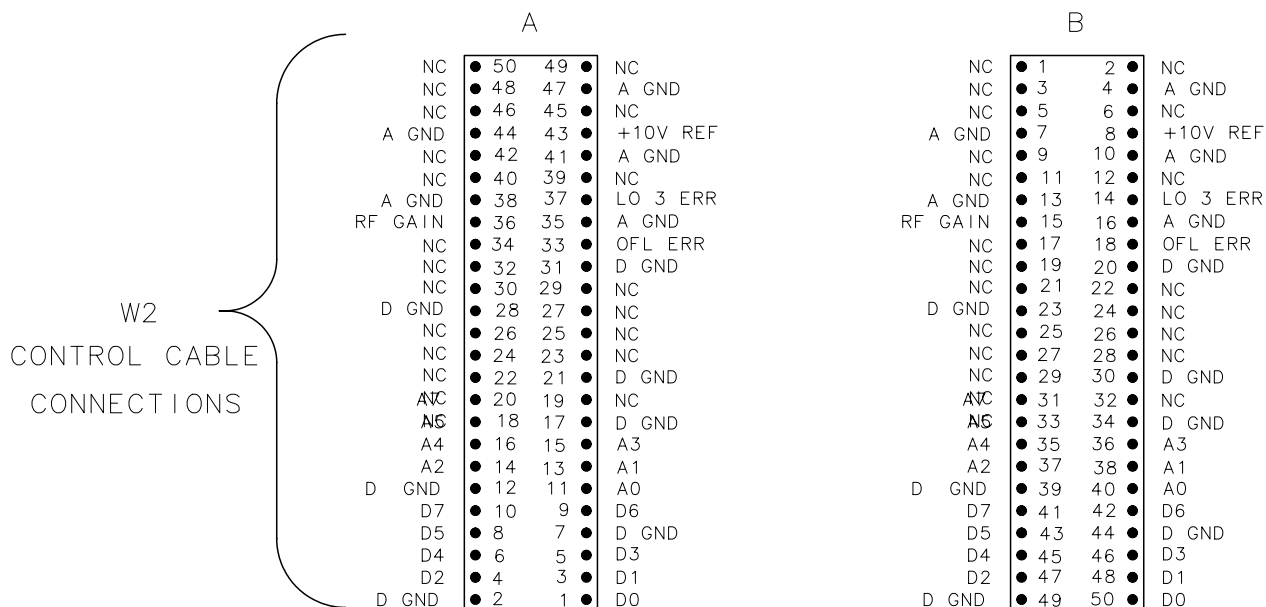 A B
NC 50 49 NC NC 1 2 NC
NC 48 47 A GND NC 3 4 A GND
NC 46 45 NC NC 5 6 NC
A GND 44 43 +10V REF A GND 7 8 +10V REF
NC 42 41 A GND NC 9 10 A GND
NC 40 39 NC NC 11 12 NC
A GND 38 37 LO 3 ERR A GND 13 14 LO 3 ERR
RF GAIN 36 35 A GND RF GAIN 15 16 A GND
NC 34 33 OFL ERR NC 17 18 OFL ERR
NC 32 31 D GND NC 19 20 D GND
NC 30 29 NC NC 21 22 NC
W2
CONTROL CABLE
CONNECTIONS
D GND 28 27 NC D GND 23 24 NC
NC 26 25 NC NC 25 26 NC
NC 24 23 NC NC 27 28 NC
NC 22 21 D GND NC 29 30 D GND
NC 20 19 NC NC 31 32 NC
NC 18 17 D GND NC 33 34 D GND
A4 16 15 A3 A4 35 36 A3
A2 14 13 A1 A2 37 38 A1
D GND 12 11 A0 D GND 39 40 A0
D7 10 9 D6 D7 41 42 D6
D5 8 7 D GND D5 43 44 D GND
D4 6 5 D3 D4 45 46 D3
D2 4 3 D1 D2 47 48 D1
D GND 2 1 D0 D GND 49 50 D0